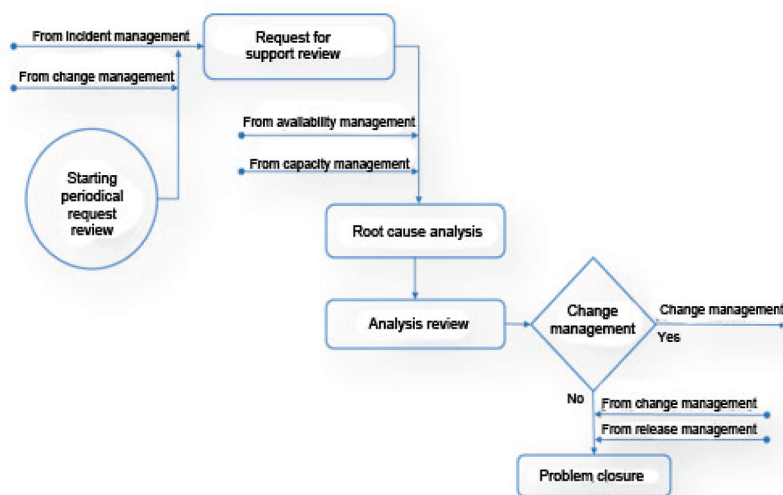 From incident management
Request for
support review
From change management
From availability management
From capacity management
Starting
periodical
request
review
Root cause analysis
Analysis review
Change
management
Change management
Yes
No
From change management
From release management
Problem closure